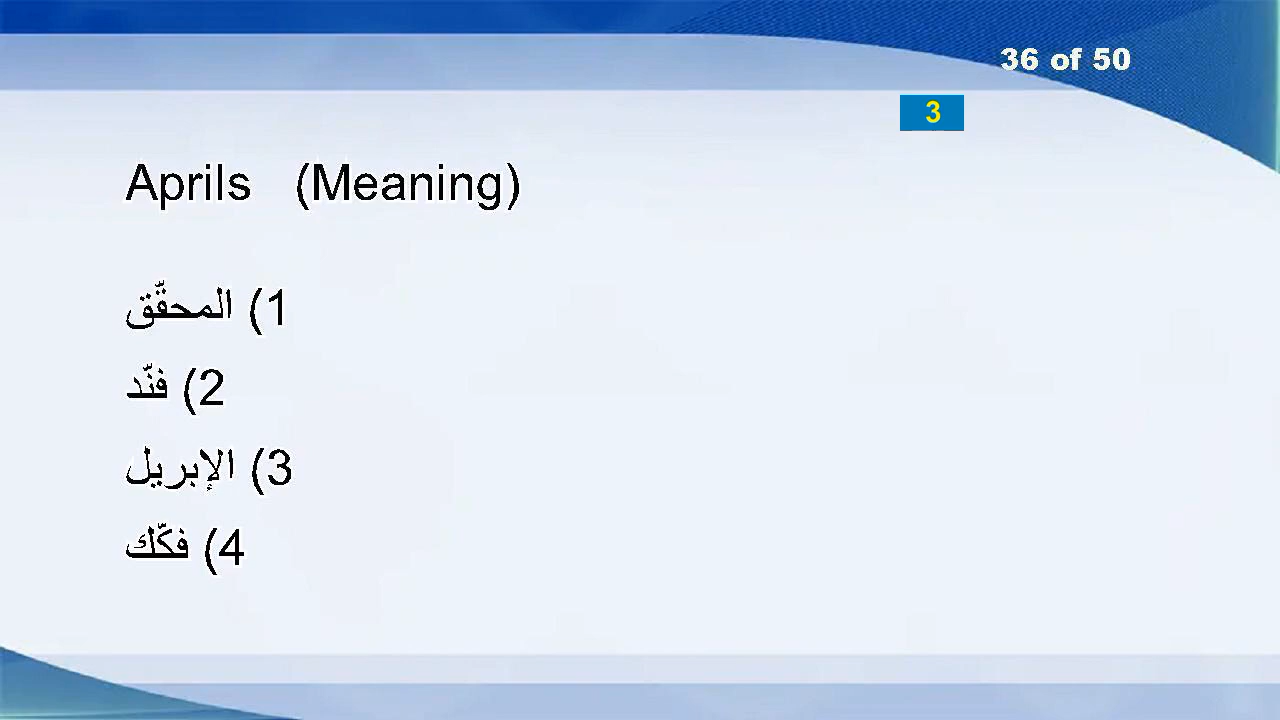 36 of 50
3
Aprils (Meaning)
1) المحقّق
2) فنّد
3) الإبريل
4) فكّك